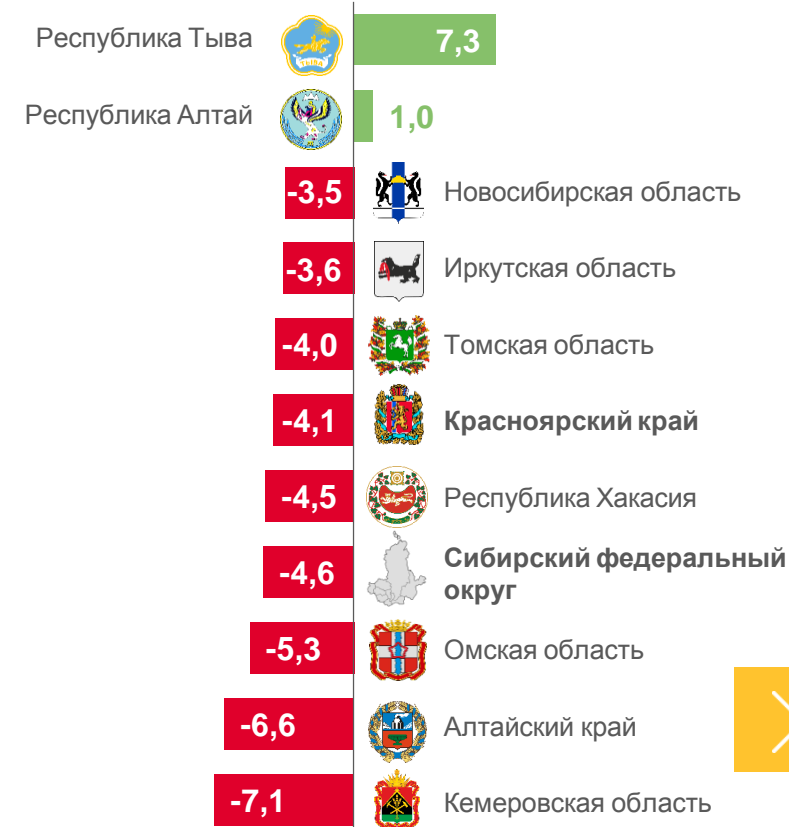 Республика Тыва 7,3
Республика Алтай 1,0
-3,5 Новосибирская область
-3,6 Иркутская область
-4,0 Томская область
-4,1 Красноярский край
-4,5 Республика Хакасия
-4,6 Сибирский федеральный
округ
-5,3 Омская область
-6,6 Алтайский край
-7,1 Кемеровская область